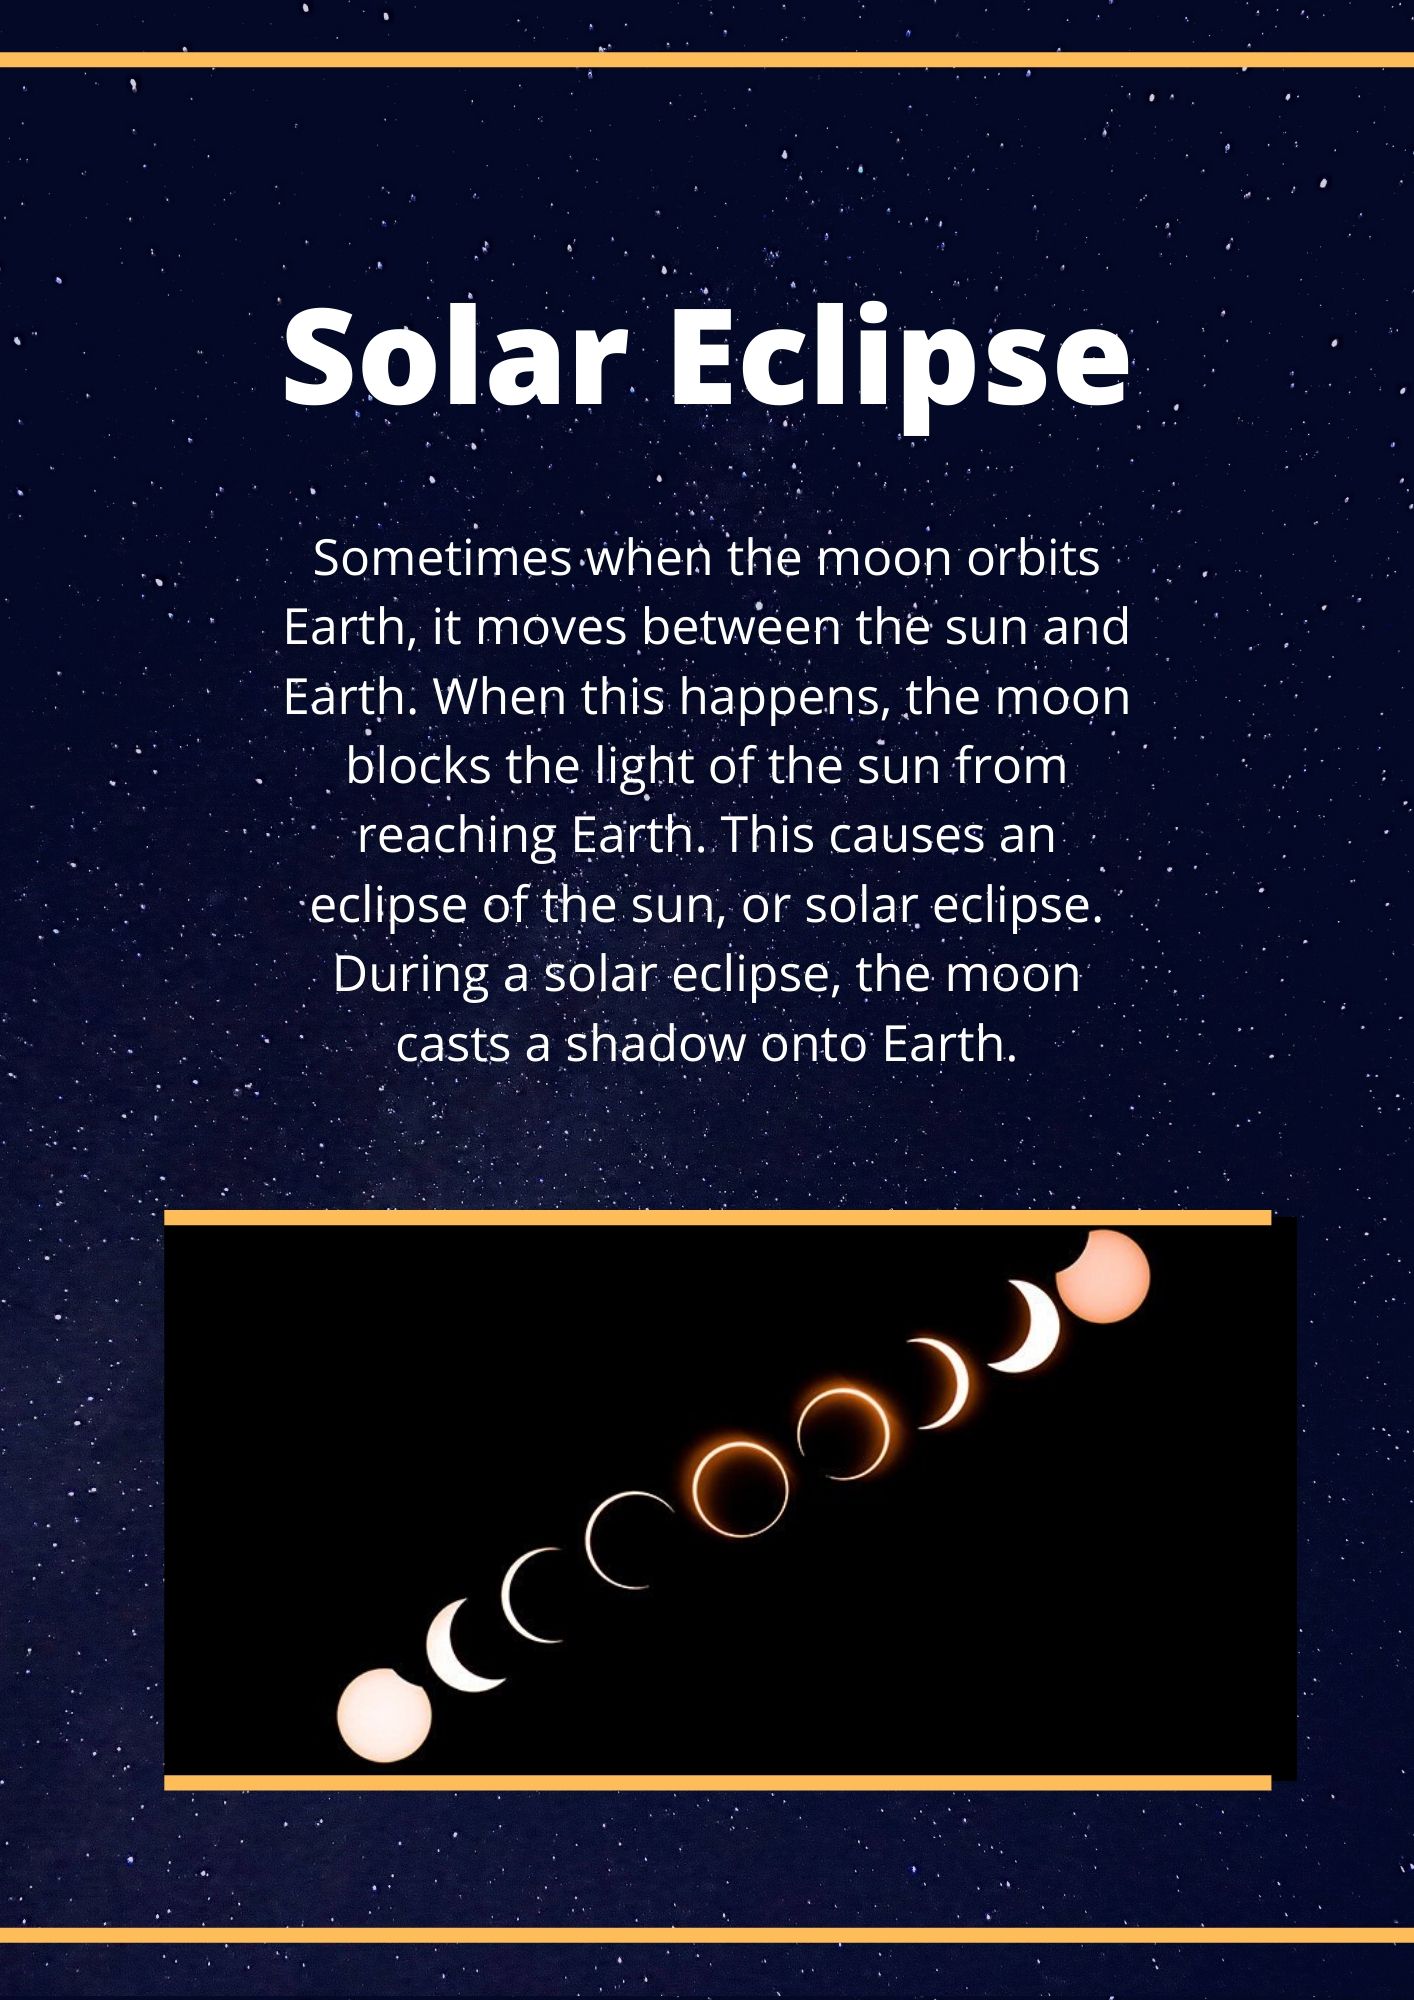 Solar Eclipse
Sometimes when the moon orbits
Earth, it moves between the sun and
Earth. When this happens, the moon
blocks the light of the sun from
reaching Earth. This causes an
eclipse of the sun, or solar eclipse.
During a solar eclipse, the moon
casts a shadow onto Earth.